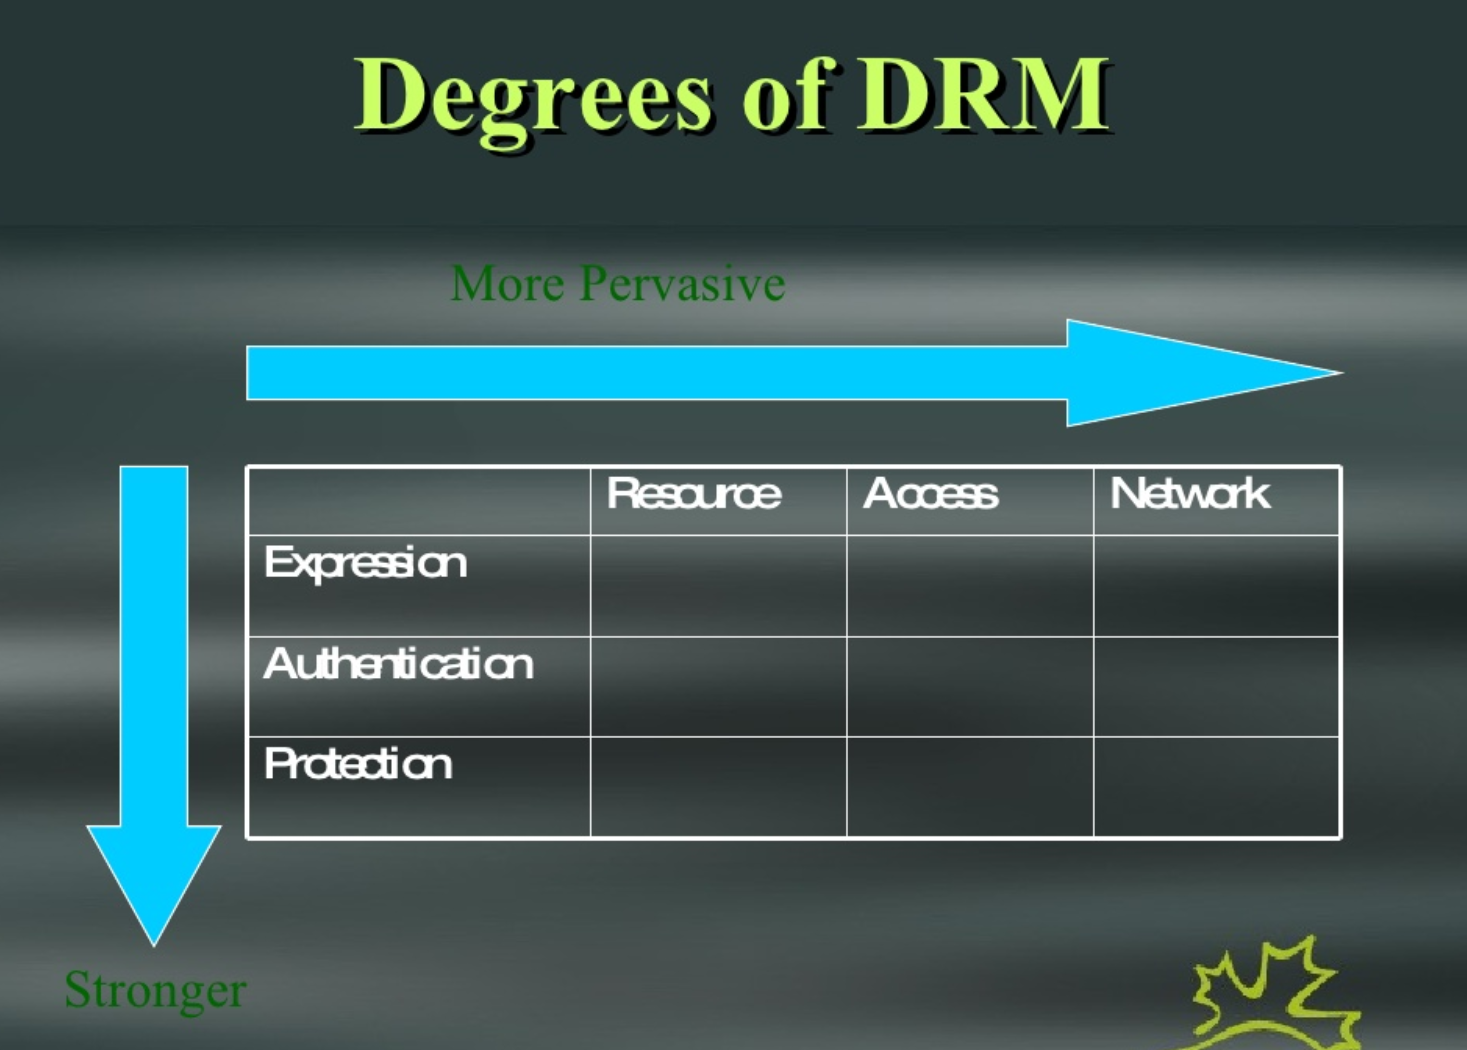 Degrees of DRM
More Pervasive
Resource Access Network
Expression
Authentication
Protection
Stronger